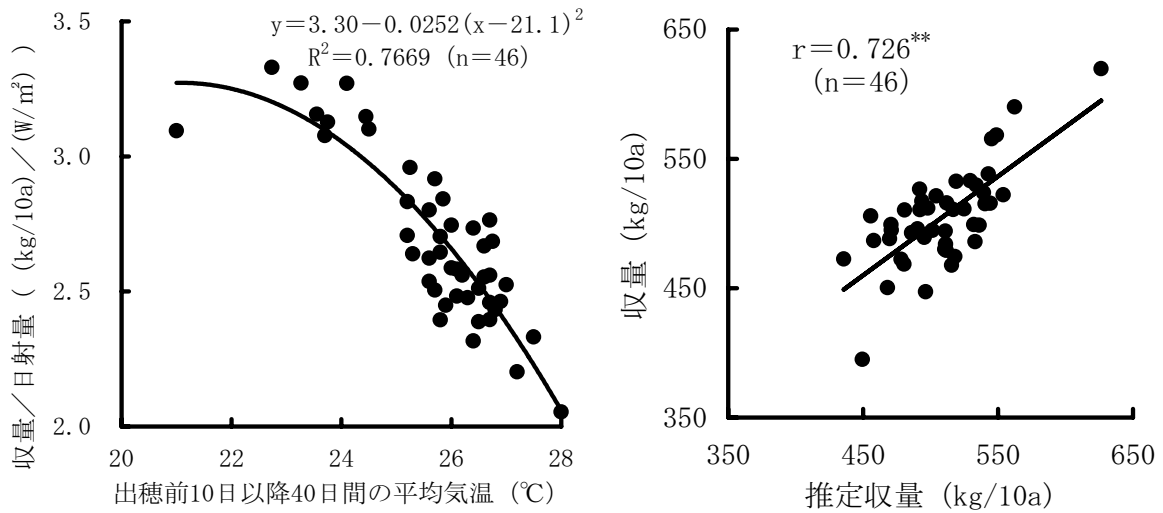 y=3.30-0.0252(x-21.1)²
R²=0.7669 (n=46)
収量／日射量（ (kg/10a)／(W/m²) ）
3.5
3.0
2.5
2.0
20 22 24 26 28
出穂前10日以降40日間の平均気温 (℃)
r=0.726**
(n=46)
収量 (kg/10a)
650
550
450
350
350 450 550 650
推定収量 (kg/10a)